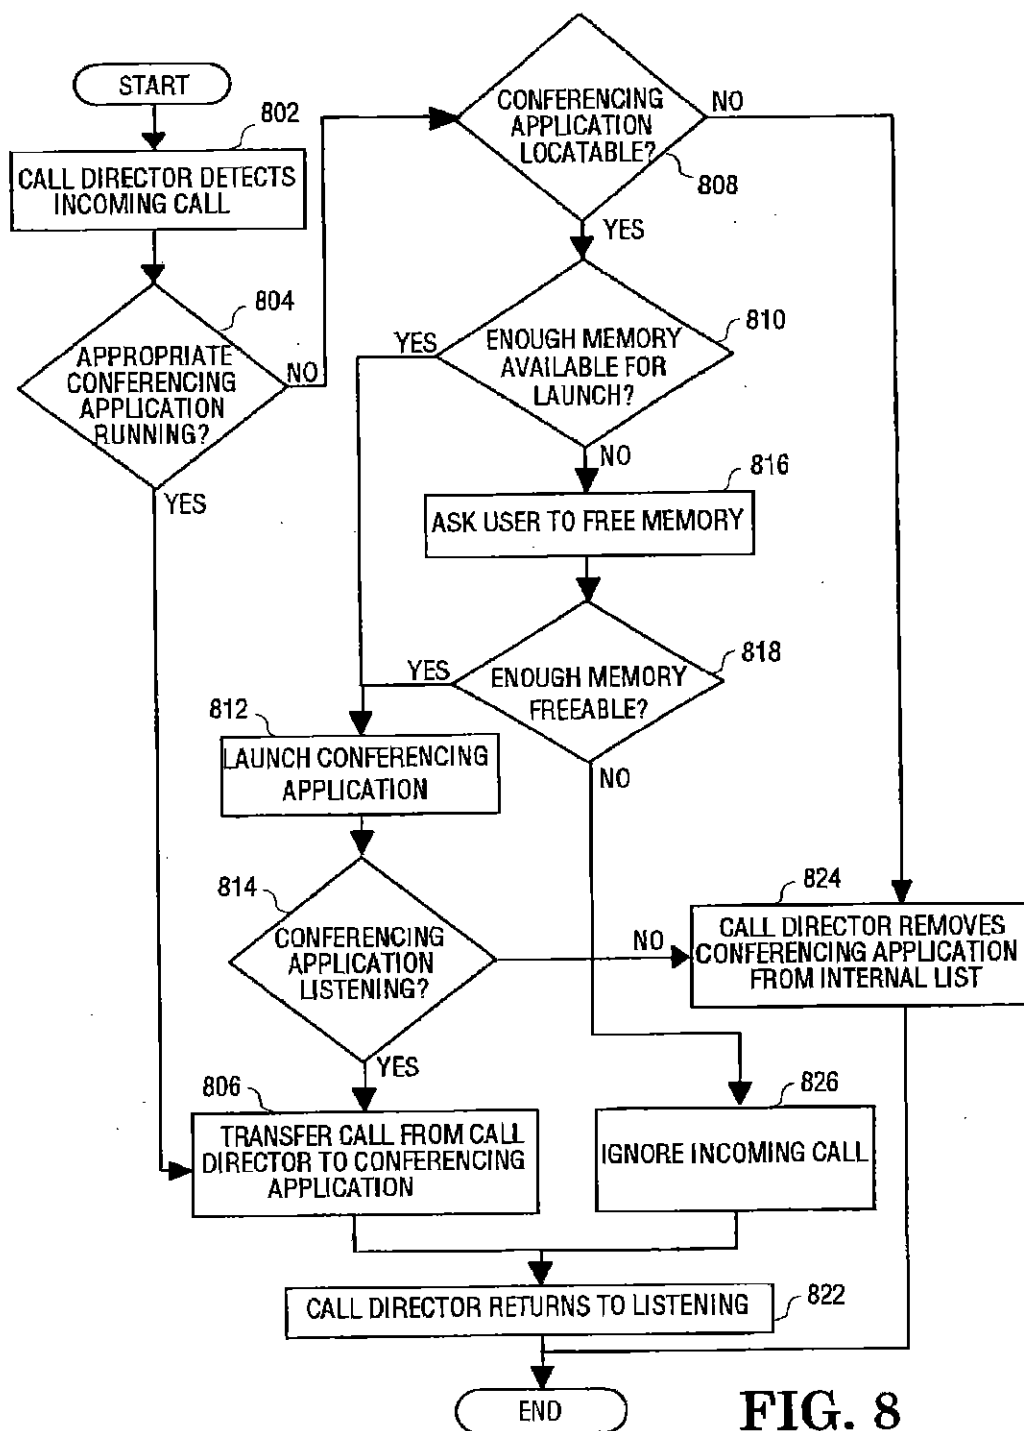 START
802
CALL DIRECTOR DETECTS
INCOMING CALL
804
APPROPRIATE
CONFERENCING
APPLICATION
RUNNING?
NO
YES
CONFERENCING
APPLICATION
LOCATABLE?
NO
808
YES
ENOUGH MEMORY
AVAILABLE FOR
LAUNCH?
810
YES
NO
816
ASK USER TO FREE MEMORY
818
ENOUGH MEMORY
FREEABLE?
YES
NO
812
LAUNCH CONFERENCING
APPLICATION
814
CONFERENCING
APPLICATION
LISTENING?
NO
YES
824
CALL DIRECTOR REMOVES
CONFERENCING APPLICATION
FROM INTERNAL LIST
806
TRANSFER CALL FROM CALL
DIRECTOR TO CONFERENCING
APPLICATION
826
IGNORE INCOMING CALL
CALL DIRECTOR RETURNS TO LISTENING
822
END
FIG. 8